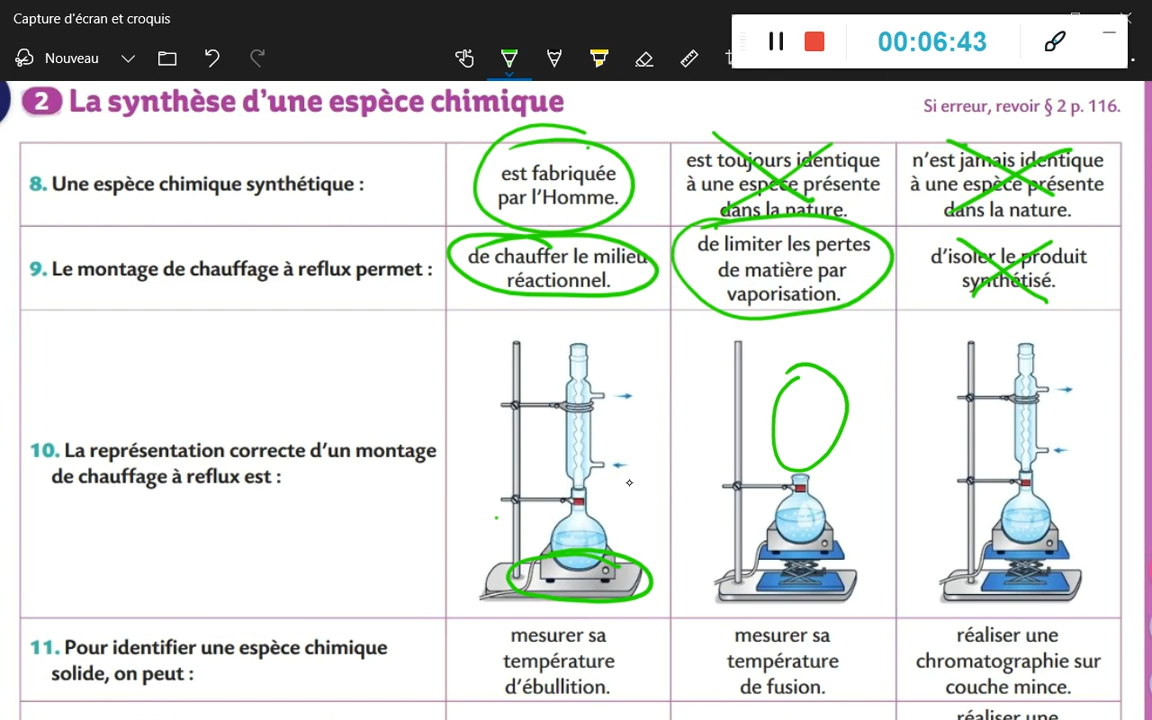 Capture d'écran et croquis
Nouveau
00:06:43
2 La synthèse d'une espèce chimique
Si erreur, revoir § 2 p. 116.
8. Une espèce chimique synthétique :
est fabriquée
par l'Homme.
est toujours identique
à une espèce présente
dans la nature.
n'est jamais identique
à une espèce présente
dans la nature.
9. Le montage de chauffage à reflux permet :
de chauffer le milieu
réactionnel.
de limiter les pertes
de matière par
vaporisation.
d'isoler le produit
synthétisé.
10. La représentation correcte d'un montage
de chauffage à reflux est :
11. Pour identifier une espèce chimique
solide, on peut :
mesurer sa
température
d'ébullition.
mesurer sa
température
de fusion.
réaliser une
chromatographie sur
couche mince.
réaliser une